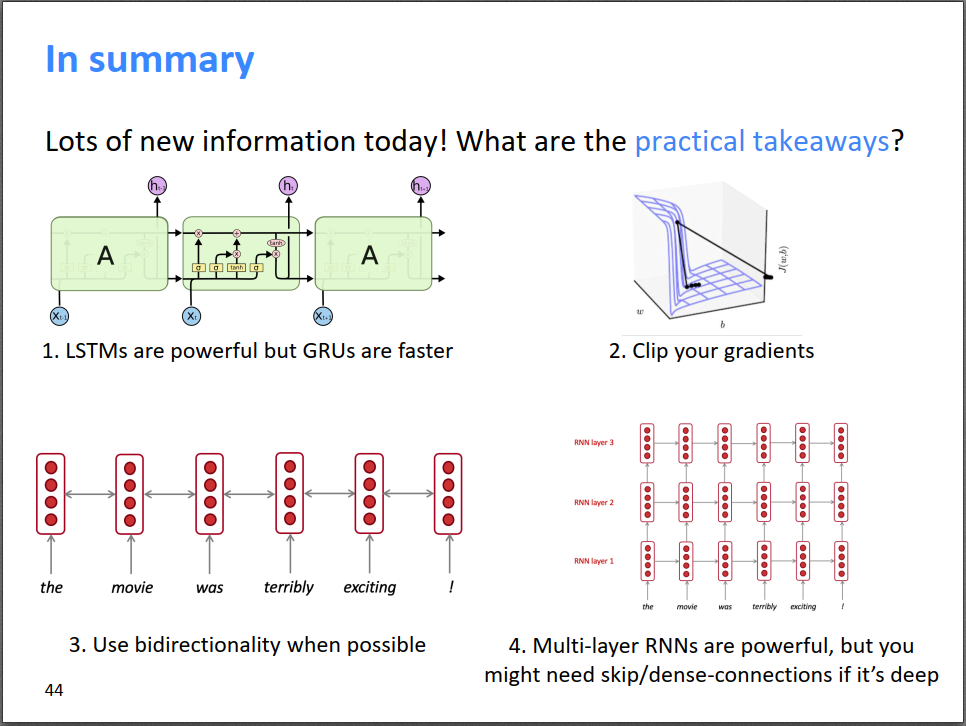 In summary
Lots of new information today! What are the practical takeaways?
h_{t-1} h_t h_{t+1}
A A
x + tanh
x x
σ σ tanh σ
X_{t-1} X_t X_{t+1}
1. LSTMs are powerful but GRUs are faster
J(w,b)
w
b
2. Clip your gradients
the movie was terribly exciting !
3. Use bidirectionality when possible
RNN layer 3
RNN layer 2
RNN layer 1
the movie was terribly exciting !
4. Multi-layer RNNs are powerful, but you
might need skip/dense-connections if it's deep
44